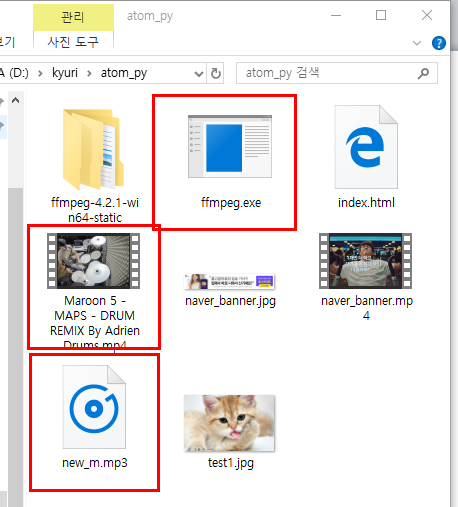 관리
atom_py
보기
사진 도구
A (D:) › kyuri › atom_py
atom_py 검색
ffmpeg-4.2.1-wi
n64-static
ffmpeg.exe
index.html
Maroon 5 -
MAPS - DRUM
REMIX By Adrien
Drums.mp4
naver_banner.jpg
naver_banner.mp
4
new_m.mp3
test1.jpg